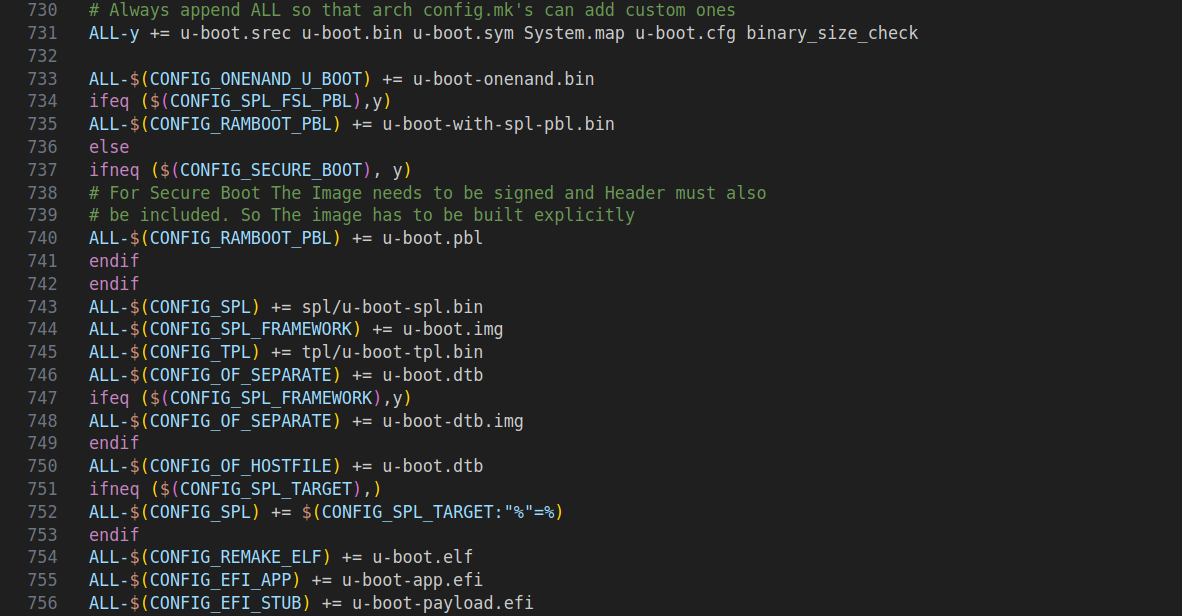 730 # Always append ALL so that arch config.mk's can add custom ones
731 ALL-y += u-boot.srec u-boot.bin u-boot.sym System.map u-boot.cfg binary_size_check
732
733 ALL-$(CONFIG_ONENAND_U_BOOT) += u-boot-onenand.bin
734 ifeq ($(CONFIG_SPL_FSL_PBL),y)
735 ALL-$(CONFIG_RAMBOOT_PBL) += u-boot-with-spl-pbl.bin
736 else
737 ifneq ($(CONFIG_SECURE_BOOT), y)
738 # For Secure Boot The Image needs to be signed and Header must also
739 # be included. So The image has to be built explicitly
740 ALL-$(CONFIG_RAMBOOT_PBL) += u-boot.pbl
741 endif
742 endif
743 ALL-$(CONFIG_SPL) += spl/u-boot-spl.bin
744 ALL-$(CONFIG_SPL_FRAMEWORK) += u-boot.img
745 ALL-$(CONFIG_TPL) += tpl/u-boot-tpl.bin
746 ALL-$(CONFIG_OF_SEPARATE) += u-boot.dtb
747 ifeq ($(CONFIG_SPL_FRAMEWORK),y)
748 ALL-$(CONFIG_OF_SEPARATE) += u-boot-dtb.img
749 endif
750 ALL-$(CONFIG_OF_HOSTFILE) += u-boot.dtb
751 ifneq ($(CONFIG_SPL_TARGET),)
752 ALL-$(CONFIG_SPL) += $(CONFIG_SPL_TARGET:"%"=%)
753 endif
754 ALL-$(CONFIG_REMAKE_ELF) += u-boot.elf
755 ALL-$(CONFIG_EFI_APP) += u-boot-app.efi
756 ALL-$(CONFIG_EFI_STUB) += u-boot-payload.efi